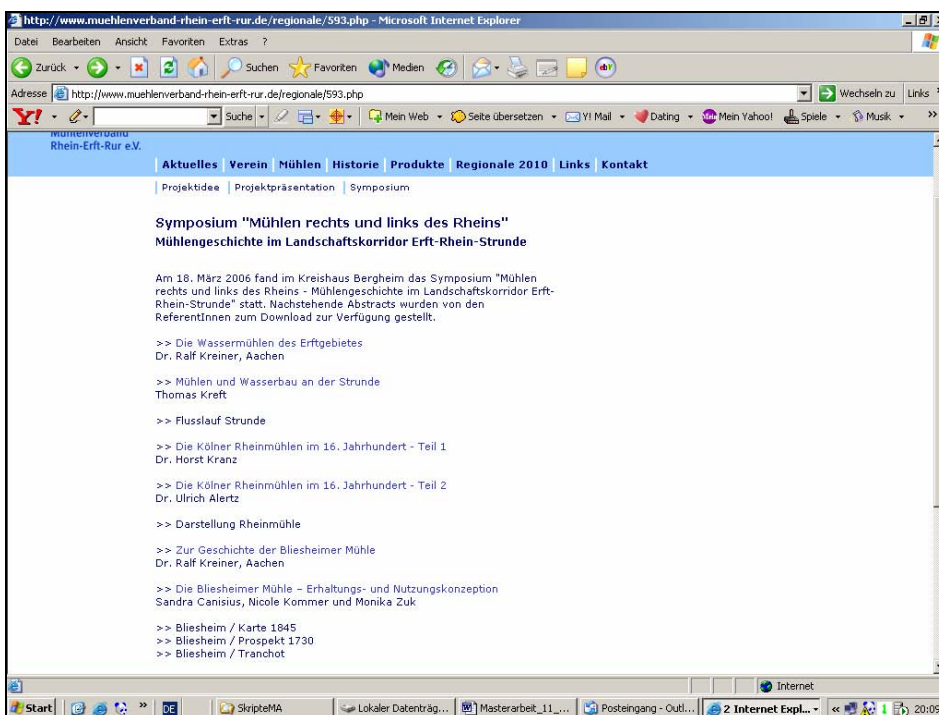 http://www.muehlenverband-rhein-erft-rur.de/regionale/593.php - Microsoft Internet Explorer
Datei Bearbeiten Ansicht Favoriten Extras ?
Zurück Suchen Favoriten Medien
Adresse http://www.muehlenverband-rhein-erft-rur.de/regionale/593.php Wechseln zu Links
Y! Suche Mein Web Seite übersetzen Y! Mail Dating Mein Yahoo! Spiele Musik »
Mühlenverband
Rhein-Erft-Rur e.V.
Aktuelles Verein Mühlen Historie Produkte Regionale 2010 Links Kontakt
Projektidee Projektpräsentation Symposium
Symposium "Mühlen rechts und links des Rheins"
Mühlengeschichte im Landschaftskorridor Erft-Rhein-Strunde
Am 18. März 2006 fand im Kreishaus Bergheim das Symposium "Mühlen
rechts und links des Rheins - Mühlengeschichte im Landschaftskorridor Erft-
Rhein-Strunde" statt. Nachstehende Abstracts wurden von den
ReferentInnen zum Download zur Verfügung gestellt.
>> Die Wassermühlen des Erftgebietes
Dr. Ralf Kreiner, Aachen
>> Mühlen und Wasserbau an der Strunde
Thomas Kreft
>> Flusslauf Strunde
>> Die Kölner Rheinmühlen im 16. Jahrhundert - Teil 1
Dr. Horst Kranz
>> Die Kölner Rheinmühlen im 16. Jahrhundert - Teil 2
Dr. Ulrich Alertz
>> Darstellung Rheinmühle
>> Zur Geschichte der Bliesheimer Mühle
Dr. Ralf Kreiner, Aachen
>> Die Bliesheimer Mühle – Erhaltungs- und Nutzungskonzeption
Sandra Canisius, Nicole Kommer und Monika Zuk
>> Bliesheim / Karte 1845
>> Bliesheim / Prospekt 1730
>> Bliesheim / Tranchot
Internet
Start » DE SkripteMA Lokaler Datenträg... Masterarbeit_11_... Posteingang - Outl... 2 Internet Expl... « 20:09